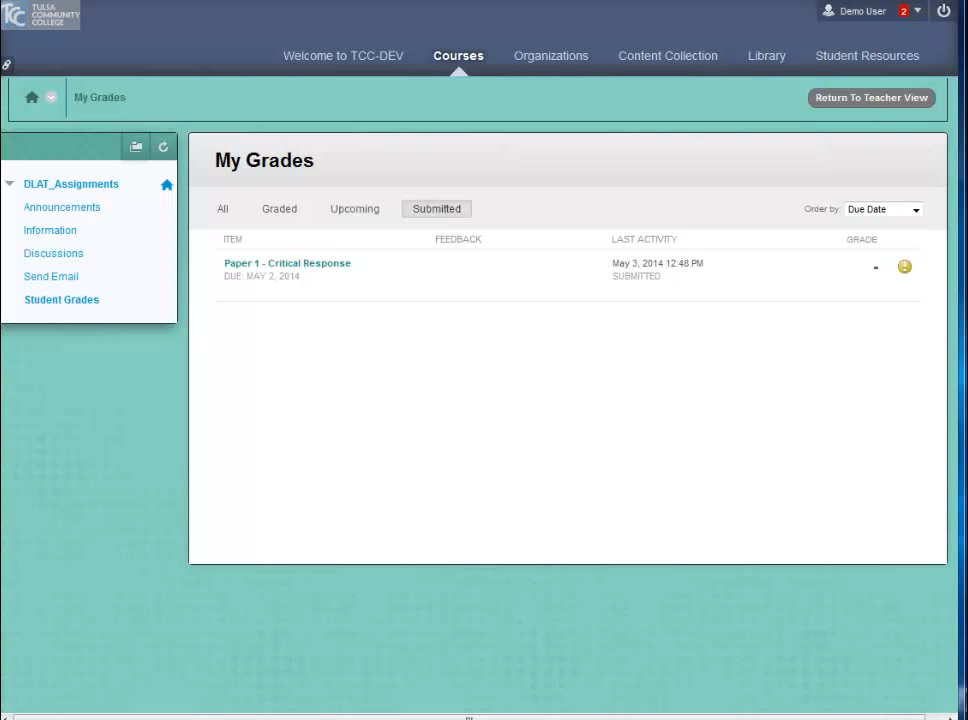 TULSA
COMMUNITY
COLLEGE
TCC
Demo User 2
Welcome to TCC-DEV Courses Organizations Content Collection Library Student Resources
My Grades Return To Teacher View
DLAT_Assignments
Announcements
Information
Discussions
Send Email
Student Grades
My Grades
All Graded Upcoming Submitted Order by: Due Date
ITEM FEEDBACK LAST ACTIVITY GRADE
Paper 1 - Critical Response May 3, 2014 12:48 PM -
DUE: MAY 2, 2014 SUBMITTED